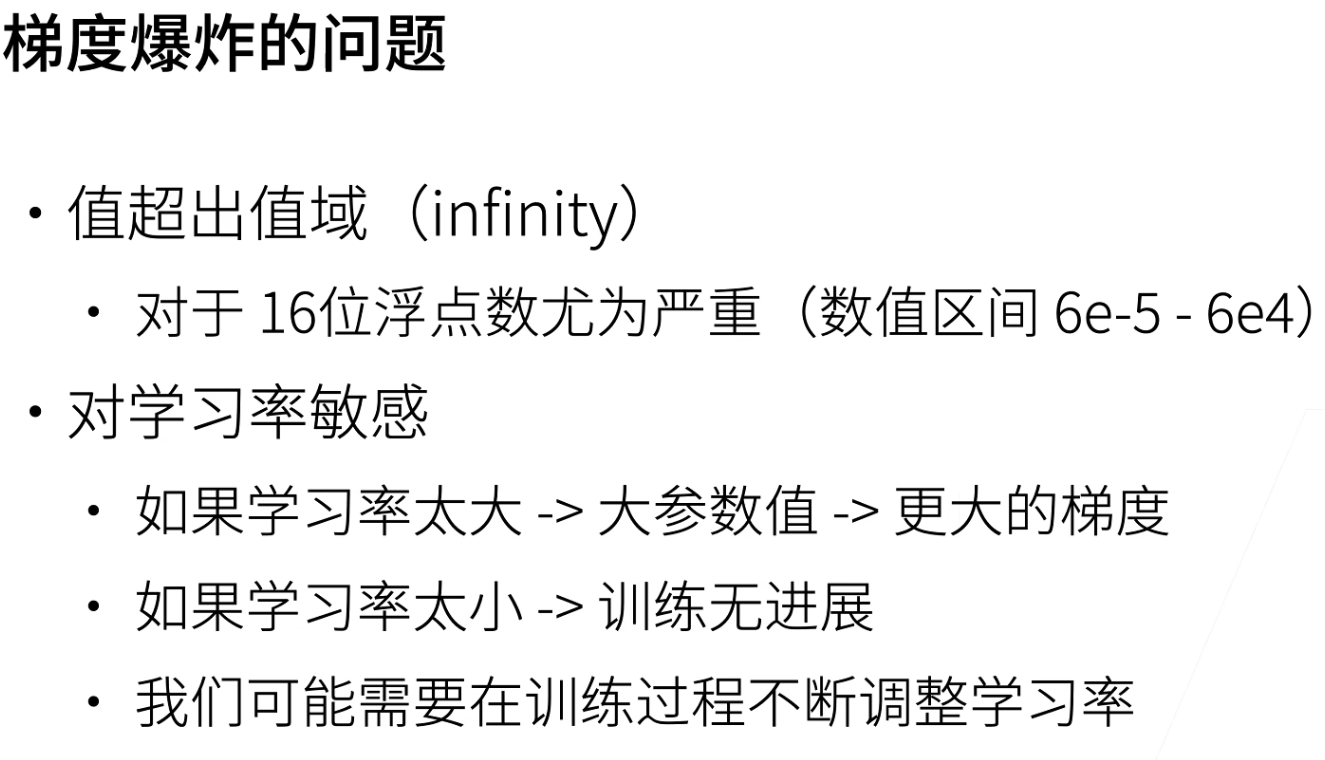 梯度爆炸的问题
• 值超出值域（infinity）
• 对于 16位浮点数尤为严重（数值区间 6e-5 - 6e4）
• 对学习率敏感
• 如果学习率太大 -> 大参数值 -> 更大的梯度
• 如果学习率太小 -> 训练无进展
• 我们可能需要在训练过程不断调整学习率